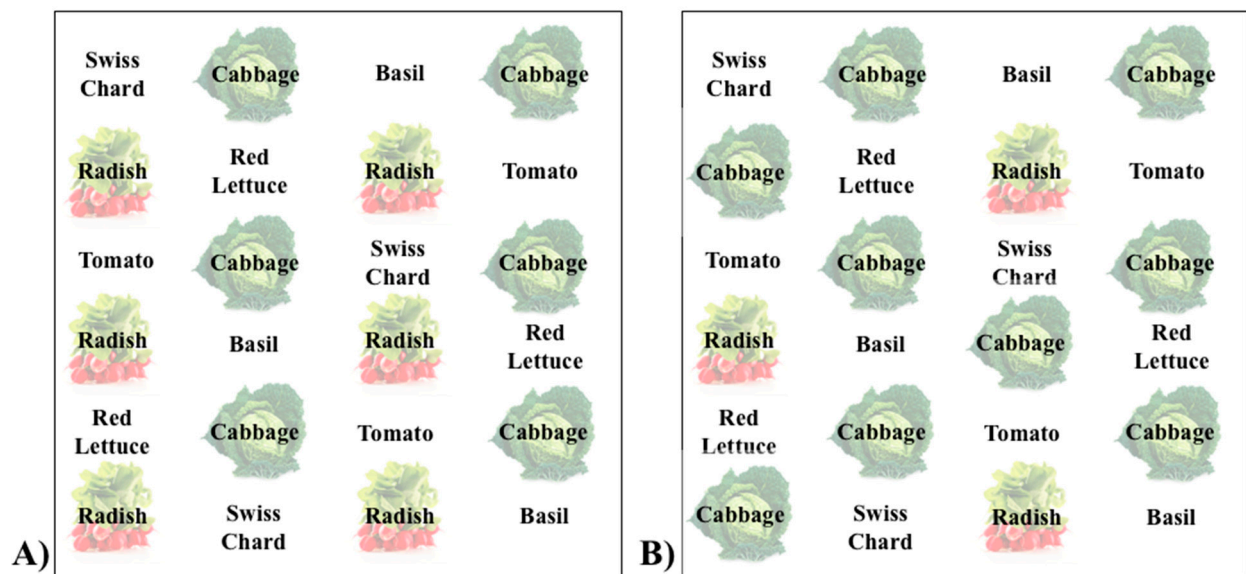 Swiss
Chard
Cabbage
Basil
Cabbage
Radish
Red
Lettuce
Radish
Tomato
Tomato
Cabbage
Swiss
Chard
Cabbage
Radish
Basil
Radish
Red
Lettuce
Red
Lettuce
Cabbage
Tomato
Cabbage
Radish
Swiss
Chard
Radish
Basil
A)
Swiss
Chard
Cabbage
Basil
Cabbage
Cabbage
Red
Lettuce
Radish
Tomato
Tomato
Cabbage
Swiss
Chard
Cabbage
Radish
Basil
Cabbage
Red
Lettuce
Red
Lettuce
Cabbage
Tomato
Cabbage
Cabbage
Swiss
Chard
Radish
Basil
B)